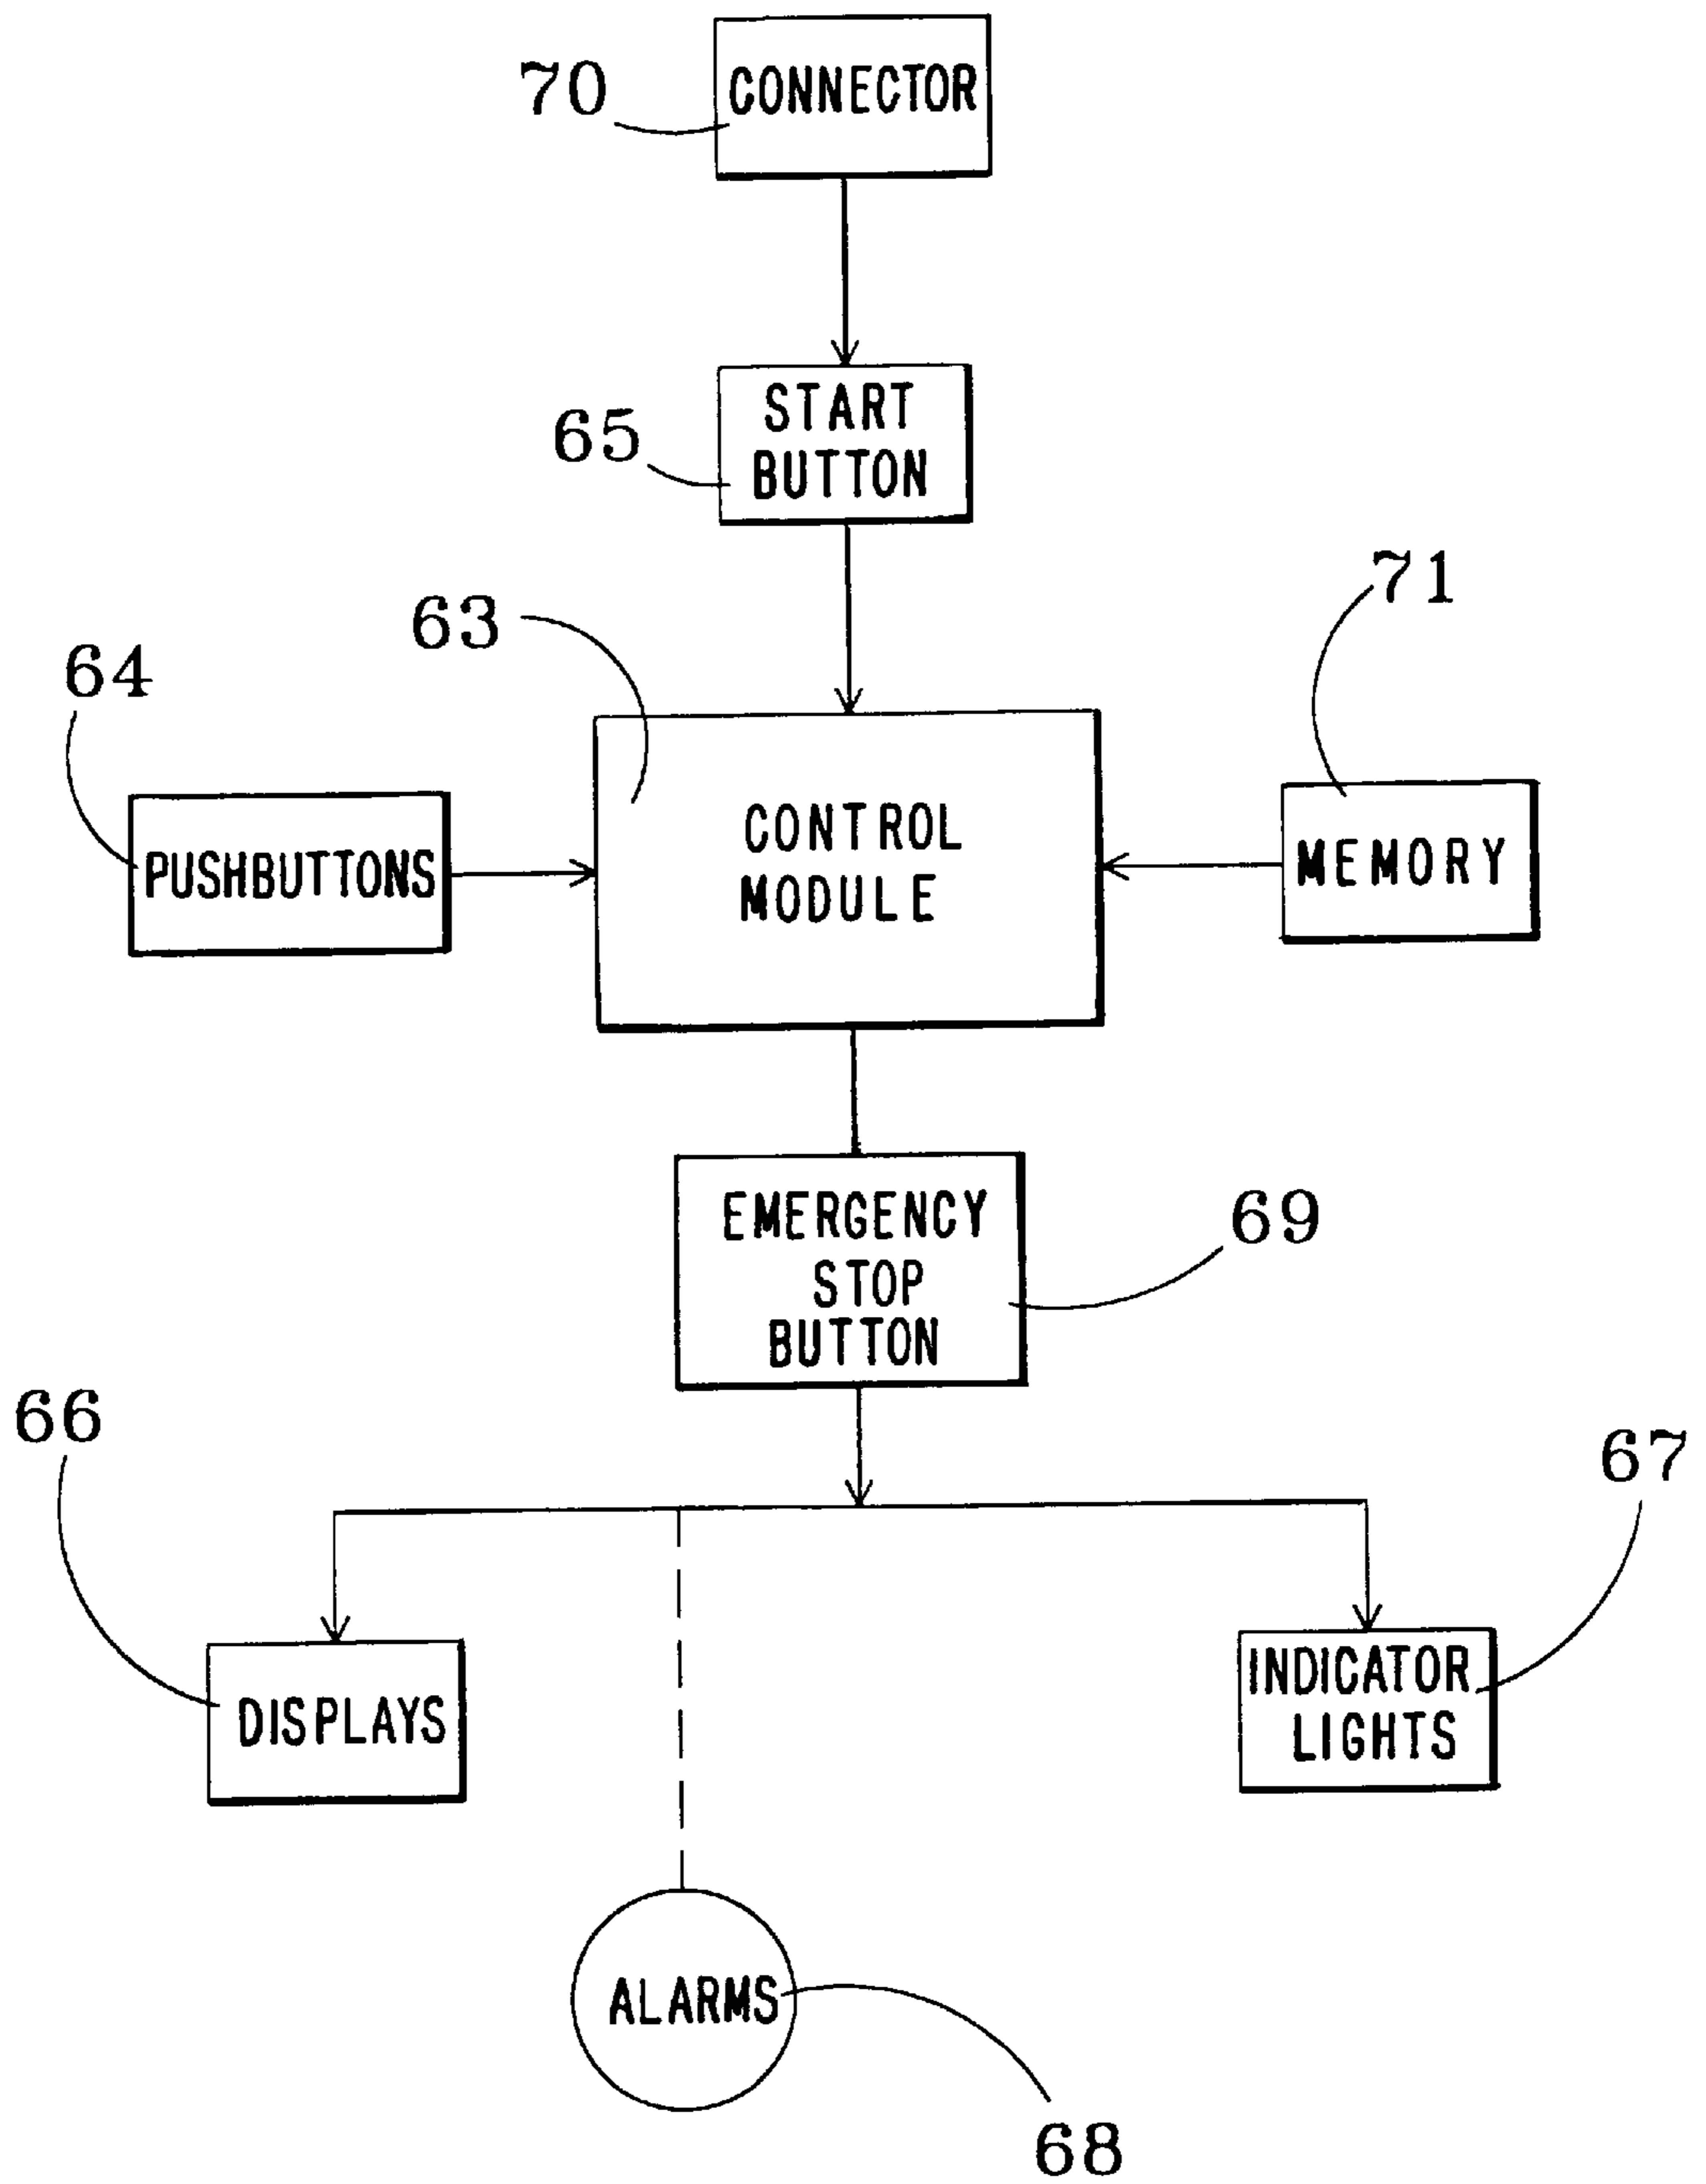 70
CONNECTOR
65
START
BUTTON
71
63
64
PUSHBUTTONS
CONTROL
MODULE
MEMORY
EMERGENCY
STOP
BUTTON
69
66
67
DISPLAYS
INDICATOR
LIGHTS
ALARMS
68